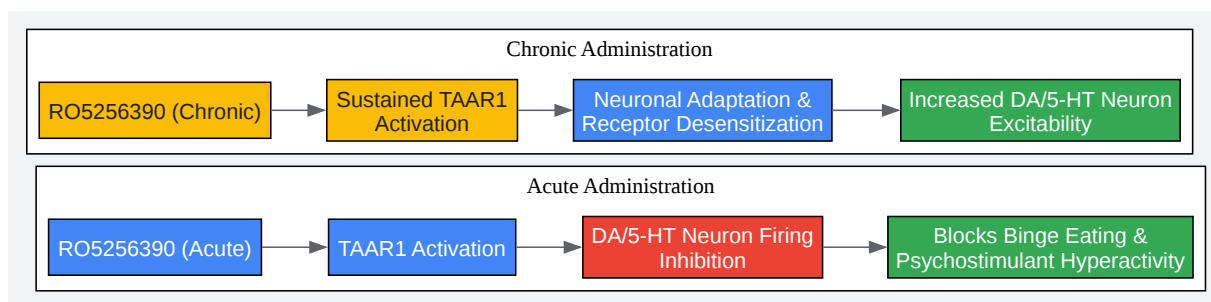 Chronic Administration
RO5256390 (Chronic)
Sustained TAAR1
Activation
Neuronal Adaptation &
Receptor Desensitization
Increased DA/5-HT Neuron
Excitability
Acute Administration
RO5256390 (Acute)
TAAR1 Activation
DA/5-HT Neuron Firing
Inhibition
Blocks Binge Eating &
Psychostimulant Hyperactivity